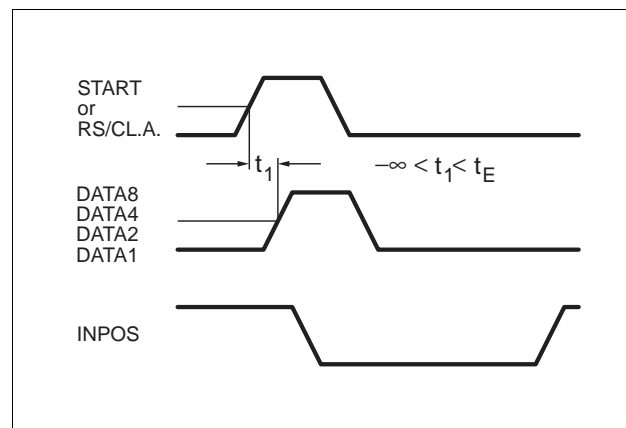 START
or
RS/CL.A.
t1
–∞ < t1 < tE
DATA8
DATA4
DATA2
DATA1
INPOS